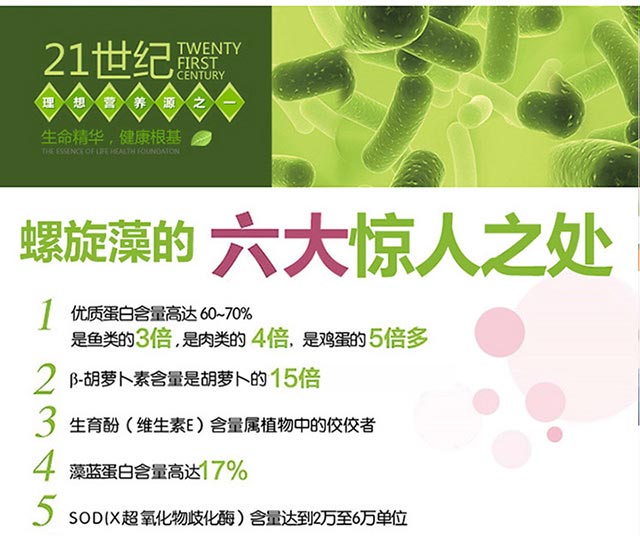 21世纪
TWENTY
FIRST
CENTURY
理想营养源之一
生命精华，健康根基
THE ESSENCE OF LIFE HEALTH FOUNDATON
螺旋藻的 六大惊人之处
1 优质蛋白含量高达 60~70%
是鱼类的3倍，是肉类的 4倍，是鸡蛋的5倍多
2 β-胡萝卜素含量是胡萝卜的15倍
3 生育酚（维生素E）含量属植物中的佼佼者
4 藻蓝蛋白含量高达17%
5 SOD(X超氧化物歧化酶）含量达到2万至6万单位